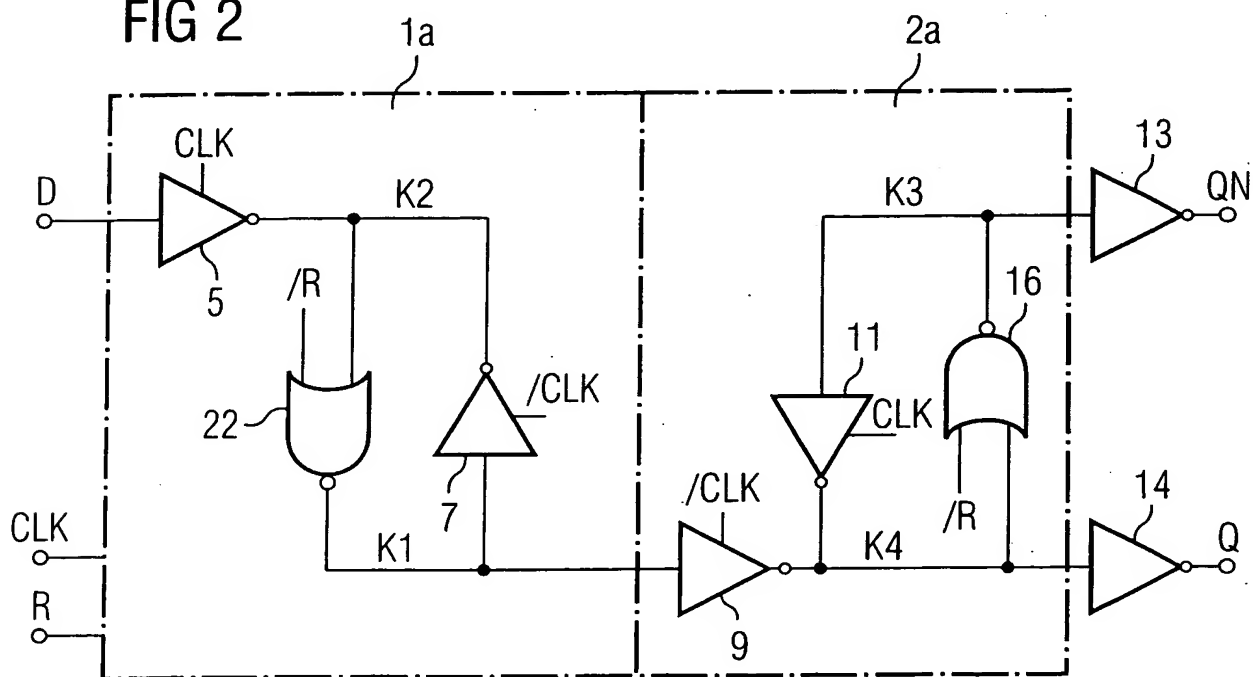 FIG 2
1a
2a
CLK
13
D
K2
K3
QN
/R
5
16
11
22
/CLK
CLK
7
/CLK
14
/R
CLK
K1
K4
Q
R
9